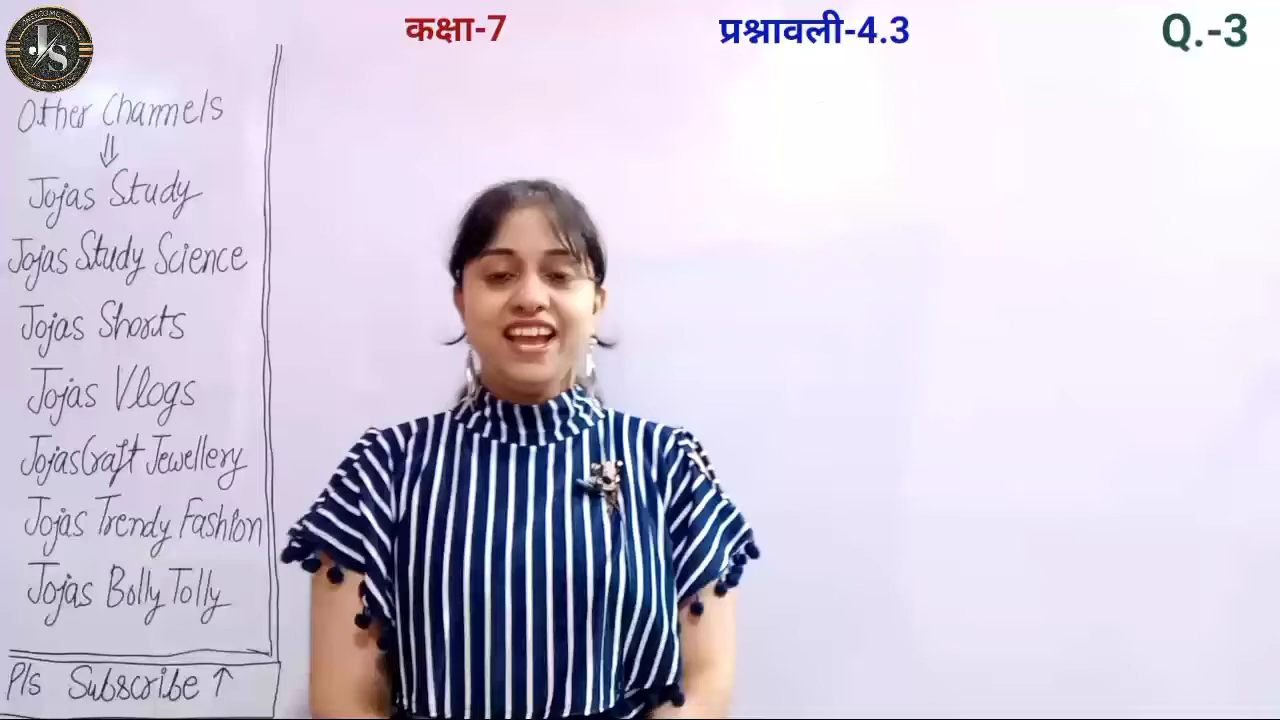 कक्षा-7 प्रश्नावली-4.3 Q.-3
JS
Other Channels
⇓
Jojas Study
Jojas Study Science
Jojas Shorts
Jojas Vlogs
JojasCraft Jewellery
Jojas Trendy Fashion
Jojas Bolly Tolly
Pls Subscribe ↑